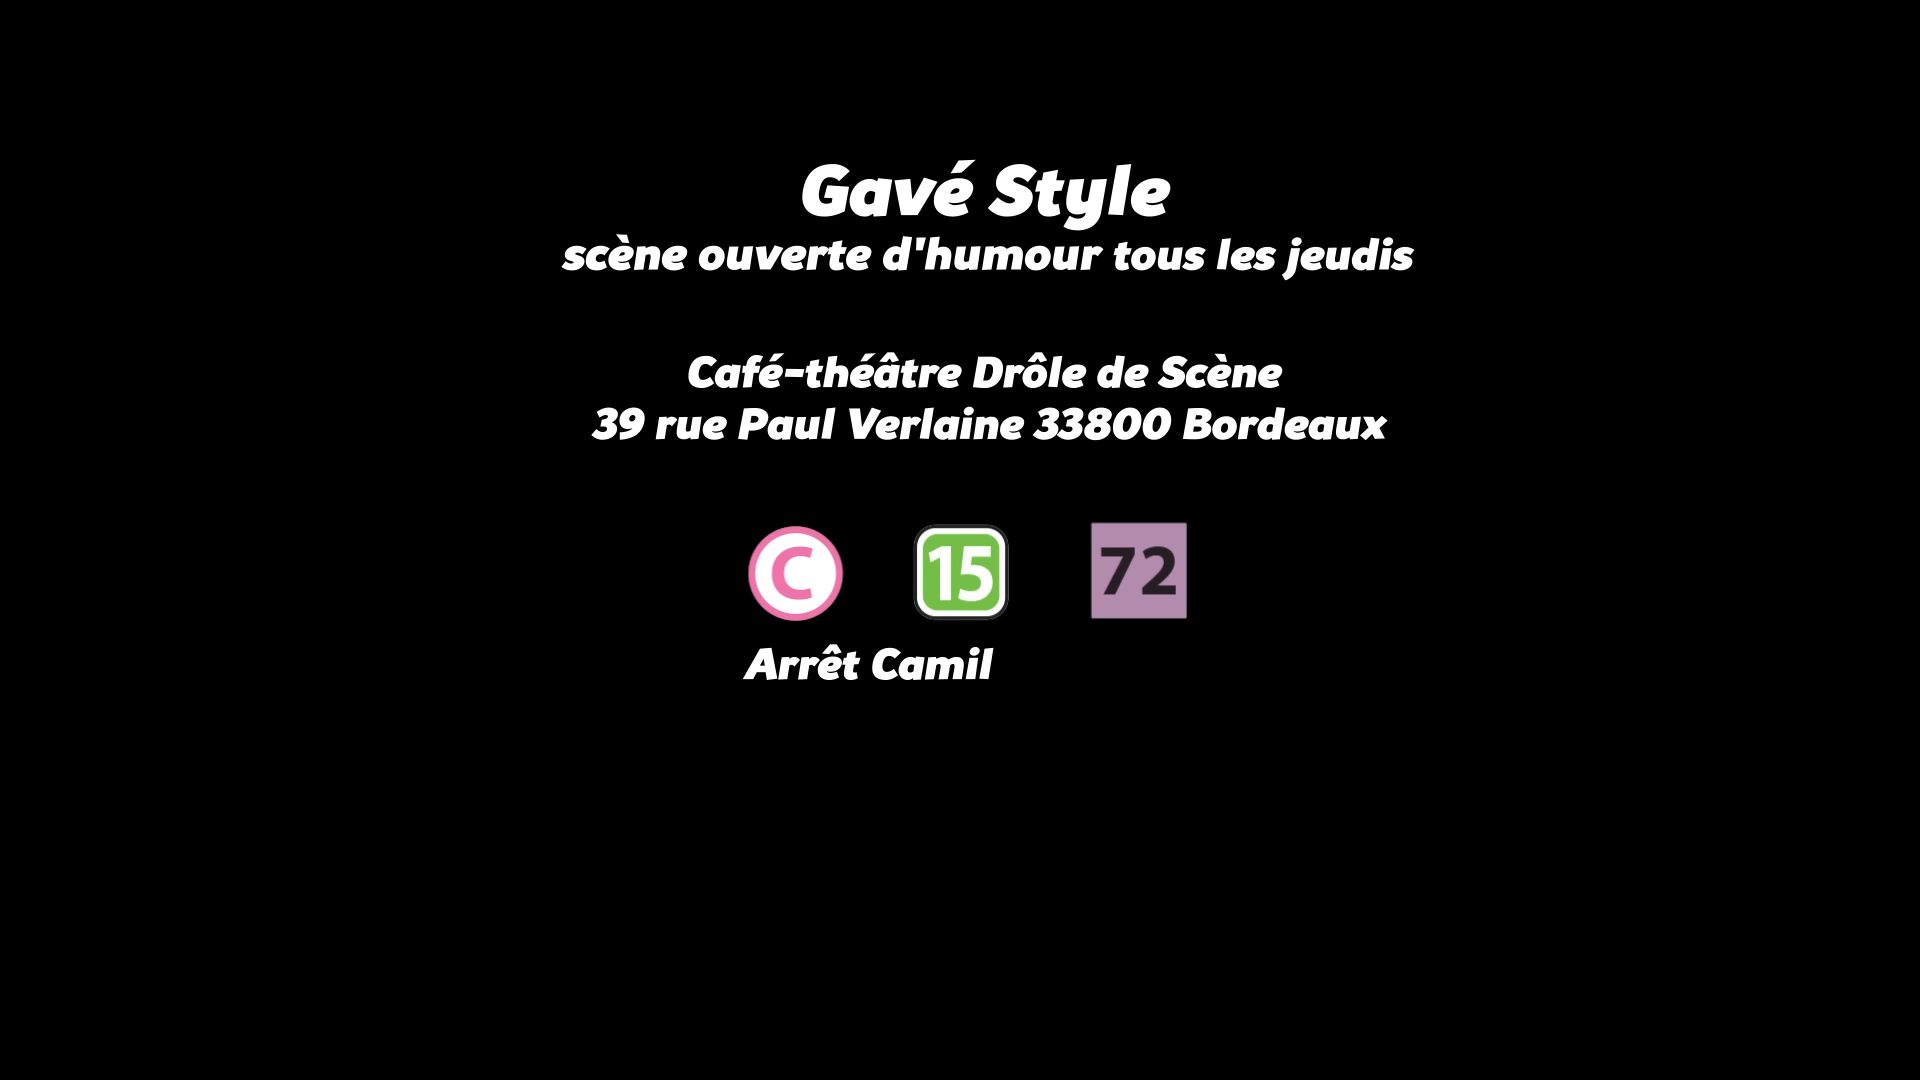 Gavé Style
scène ouverte d'humour tous les jeudis
Café-théâtre Drôle de Scène
39 rue Paul Verlaine 33800 Bordeaux
C 15 72
Arrêt Camil